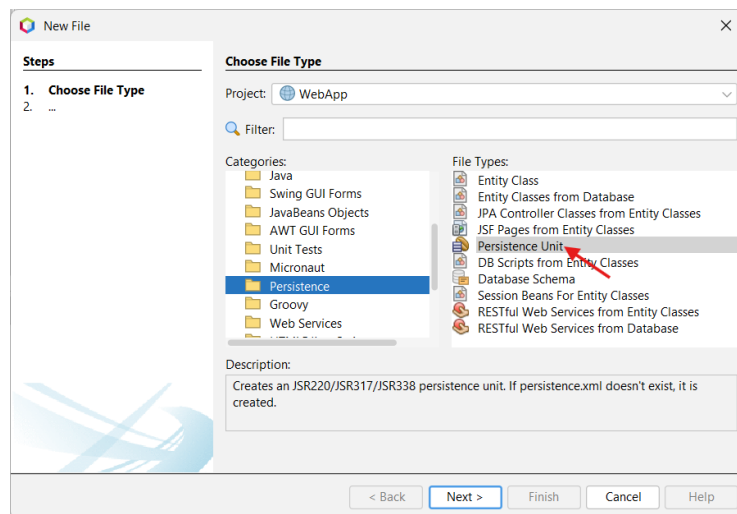 New File
Steps
1. Choose File Type
2. ...
Choose File Type
Project: WebApp
Filter:
Categories:
Java
Swing GUI Forms
JavaBeans Objects
AWT GUI Forms
Unit Tests
Micronaut
Persistence
Groovy
Web Services
File Types:
Entity Class
Entity Classes from Database
JPA Controller Classes from Entity Classes
JSF Pages from Entity Classes
Persistence Unit
DB Scripts from Entity Classes
Database Schema
Session Beans For Entity Classes
RESTful Web Services from Entity Classes
RESTful Web Services from Database
Description:
Creates an JSR220/JSR317/JSR338 persistence unit. If persistence.xml doesn't exist, it is
created.
< Back Next > Finish Cancel Help